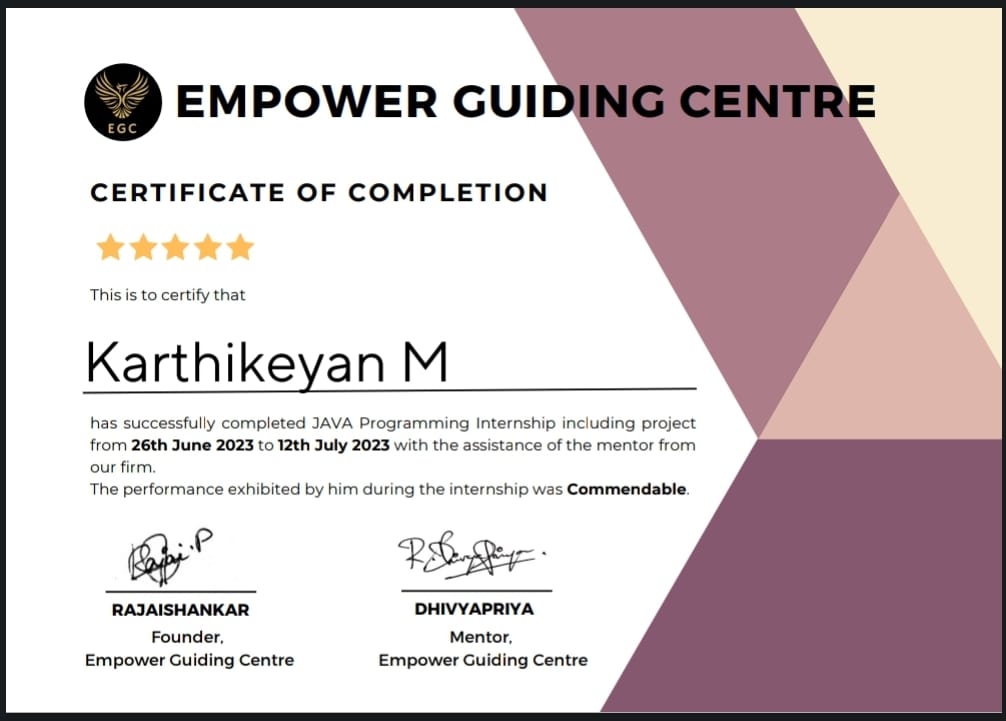 EGC
EMPOWER GUIDING CENTRE
CERTIFICATE OF COMPLETION
This is to certify that
Karthikeyan M
has successfully completed JAVA Programming Internship including project
from 26th June 2023 to 12th July 2023 with the assistance of the mentor from
our firm.
The performance exhibited by him during the internship was Commendable.
Rajai.P
R.Divyapriya.
RAJAISHANKAR
DHIVYAPRIYA
Founder,
Mentor,
Empower Guiding Centre
Empower Guiding Centre